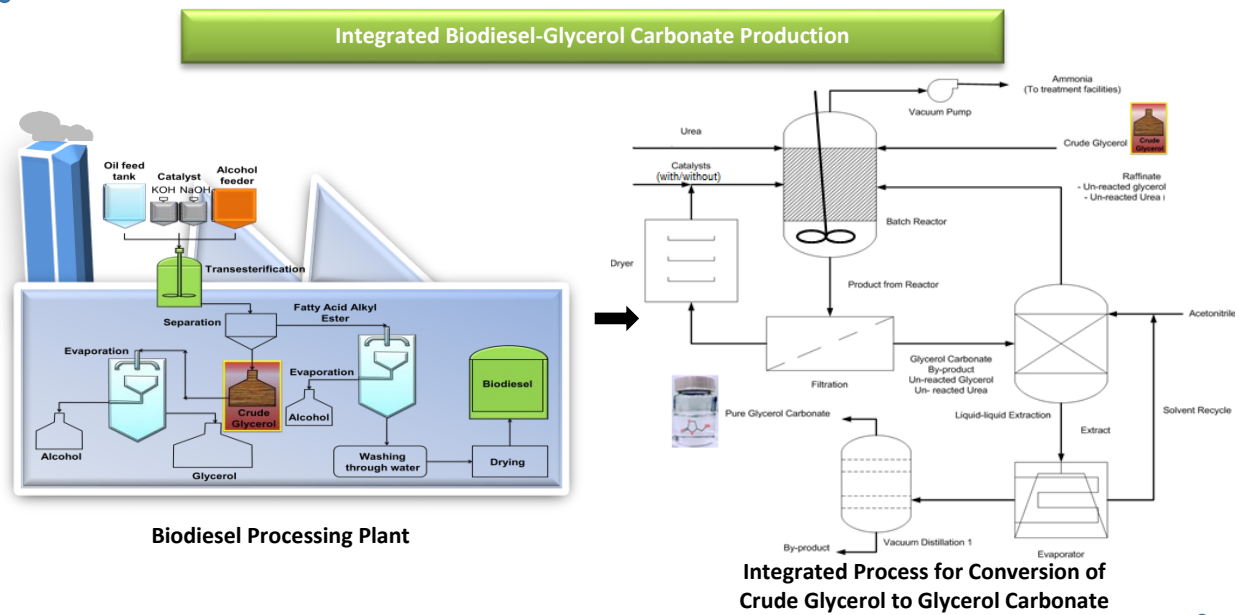 Integrated Biodiesel-Glycerol Carbonate Production
Oil feed
tank
Catalyst
KOH NaOH
Alcohol
feeder
Transesterification
Separation
Fatty Acid Alkyl
Ester
Evaporation
Crude
Glycerol
Evaporation
Alcohol
Biodiesel
Alcohol
Glycerol
Washing
through water
Drying
Biodiesel Processing Plant
Ammonia
(To treatment facilities)
Vacuum Pump
Urea
Crude Glycerol
Crude
Glycerol
Catalysts
(with/without)
Raffinate
- Un-reacted glycerol
- Un-reacted Urea
Batch Reactor
Dryer
Product from Reactor
Acetonitrile
Filtration
Glycerol Carbonate
By-product
Un-reacted Glycerol
Un- reacted Urea
Liquid-liquid Extraction
Solvent Recycle
Pure Glycerol Carbonate
Extract
By-product
Vacuum Distillation 1
Evaporator
Integrated Process for Conversion of
Crude Glycerol to Glycerol Carbonate